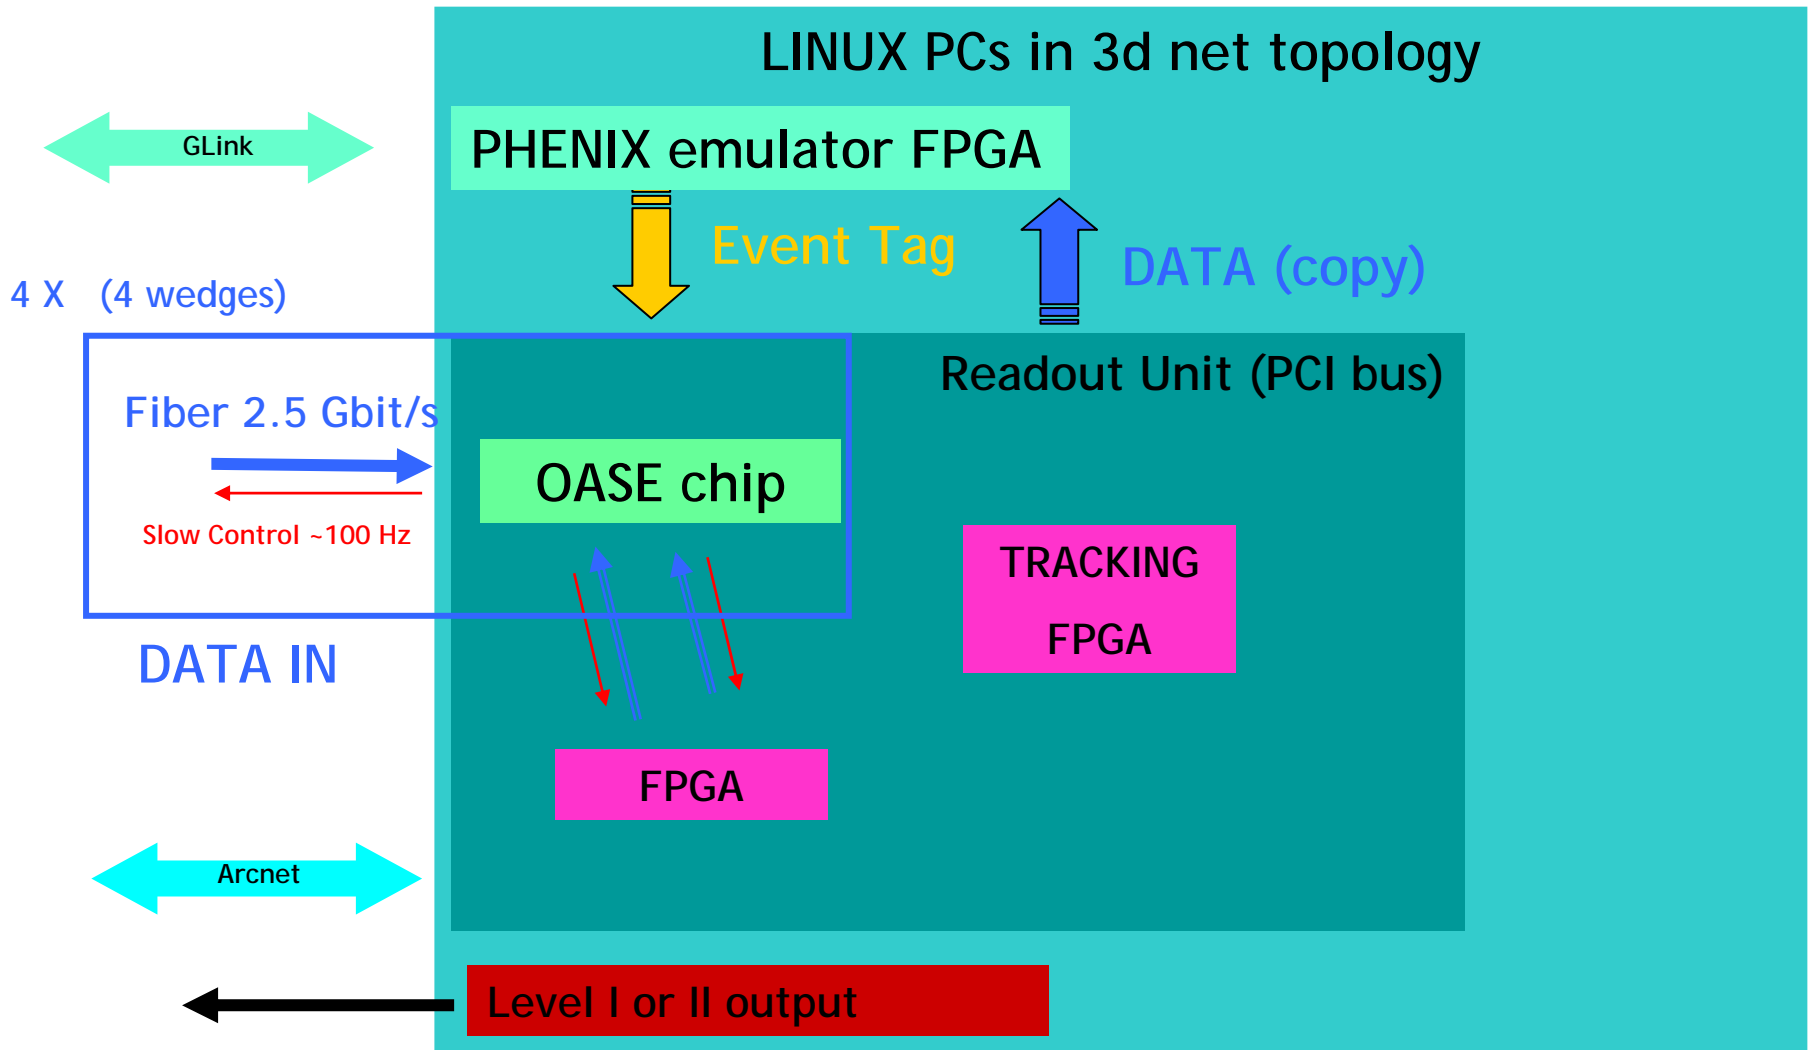 LINUX PCs in 3d net topology
GLink
PHENIX emulator FPGA
Event Tag
DATA (copy)
4 X (4 wedges)
Readout Unit (PCI bus)
Fiber 2.5 Gbit/s
OASE chip
Slow Control ~100 Hz
TRACKING
FPGA
DATA IN
FPGA
Arcnet
Level I or II output